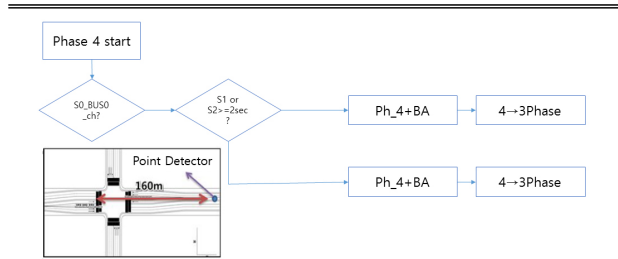 Phase 4 start
S0_BUS0
_ch?
S1 or
S2>=2sec
?
Ph_4+BA
4→3Phase
Point Detector
160m
Ph_4+BA
4→3Phase